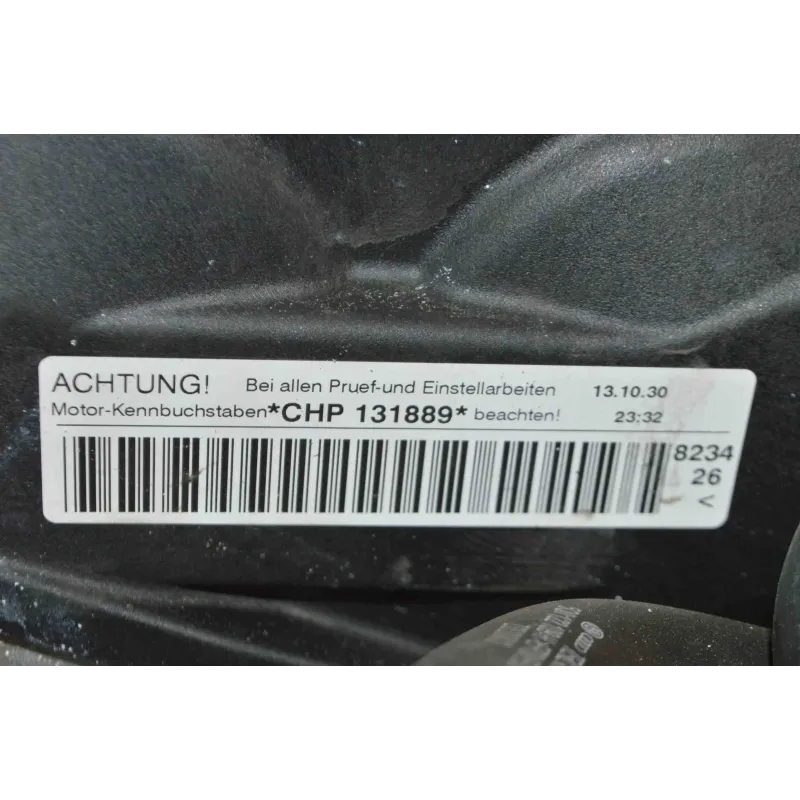 ACHTUNG! Bei allen Pruef-und Einstellarbeiten 13.10.30
Motor-Kennbuchstaben *CHP 131889* beachten! 23:32
8234
26
<